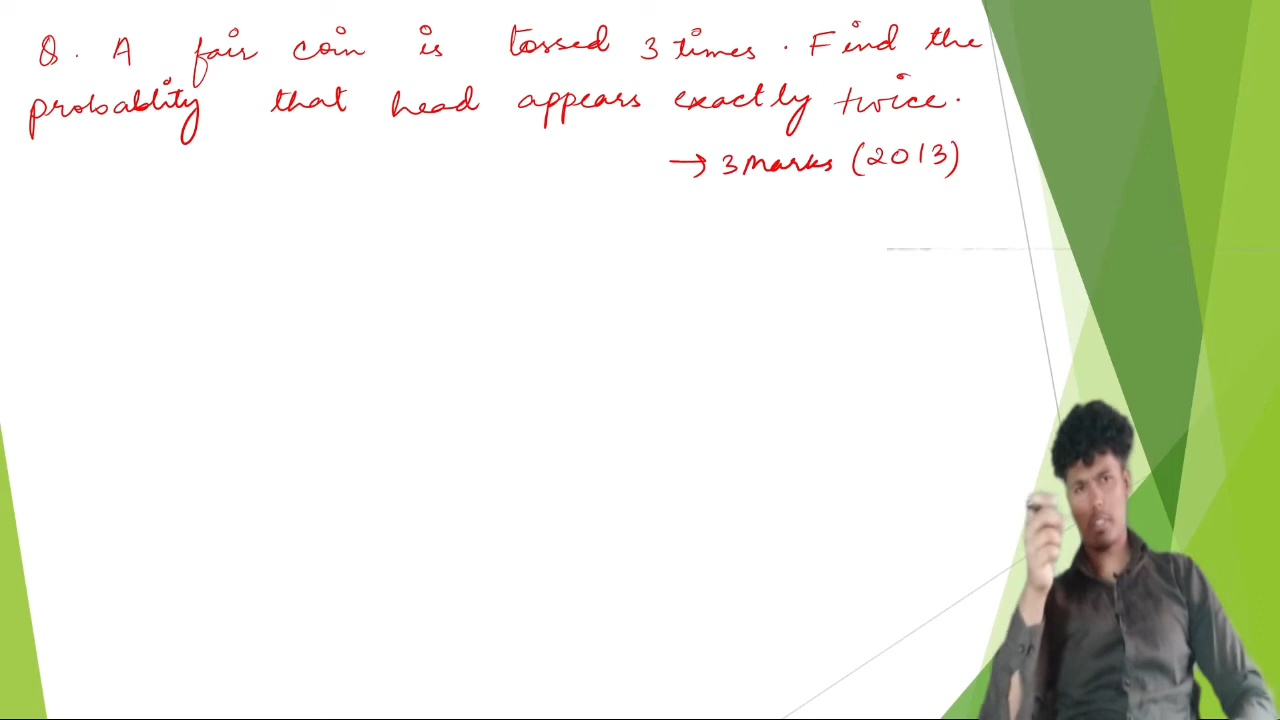 Q. A fair coin is tossed 3 times. Find the
probablity that head appears exactly twice.
→ 3 Marks (2013)